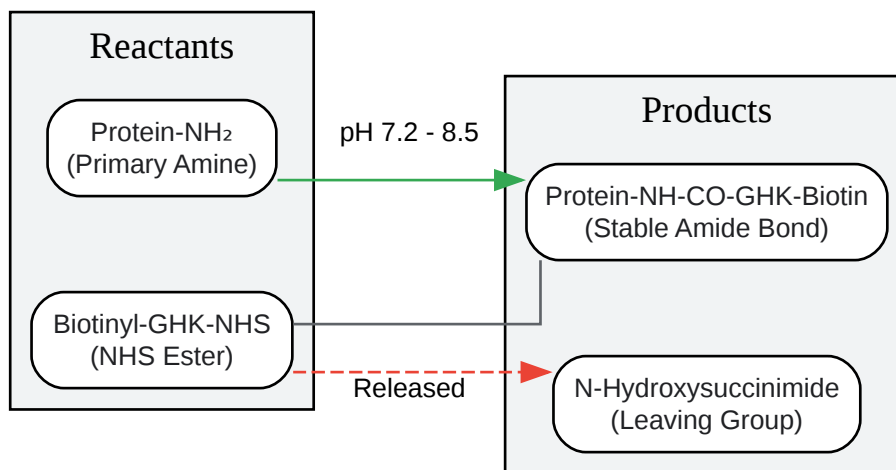 Reactants
Protein-NH₂
(Primary Amine)
Biotinyl-GHK-NHS
(NHS Ester)
pH 7.2 - 8.5
Released
Products
Protein-NH-CO-GHK-Biotin
(Stable Amide Bond)
N-Hydroxysuccinimide
(Leaving Group)